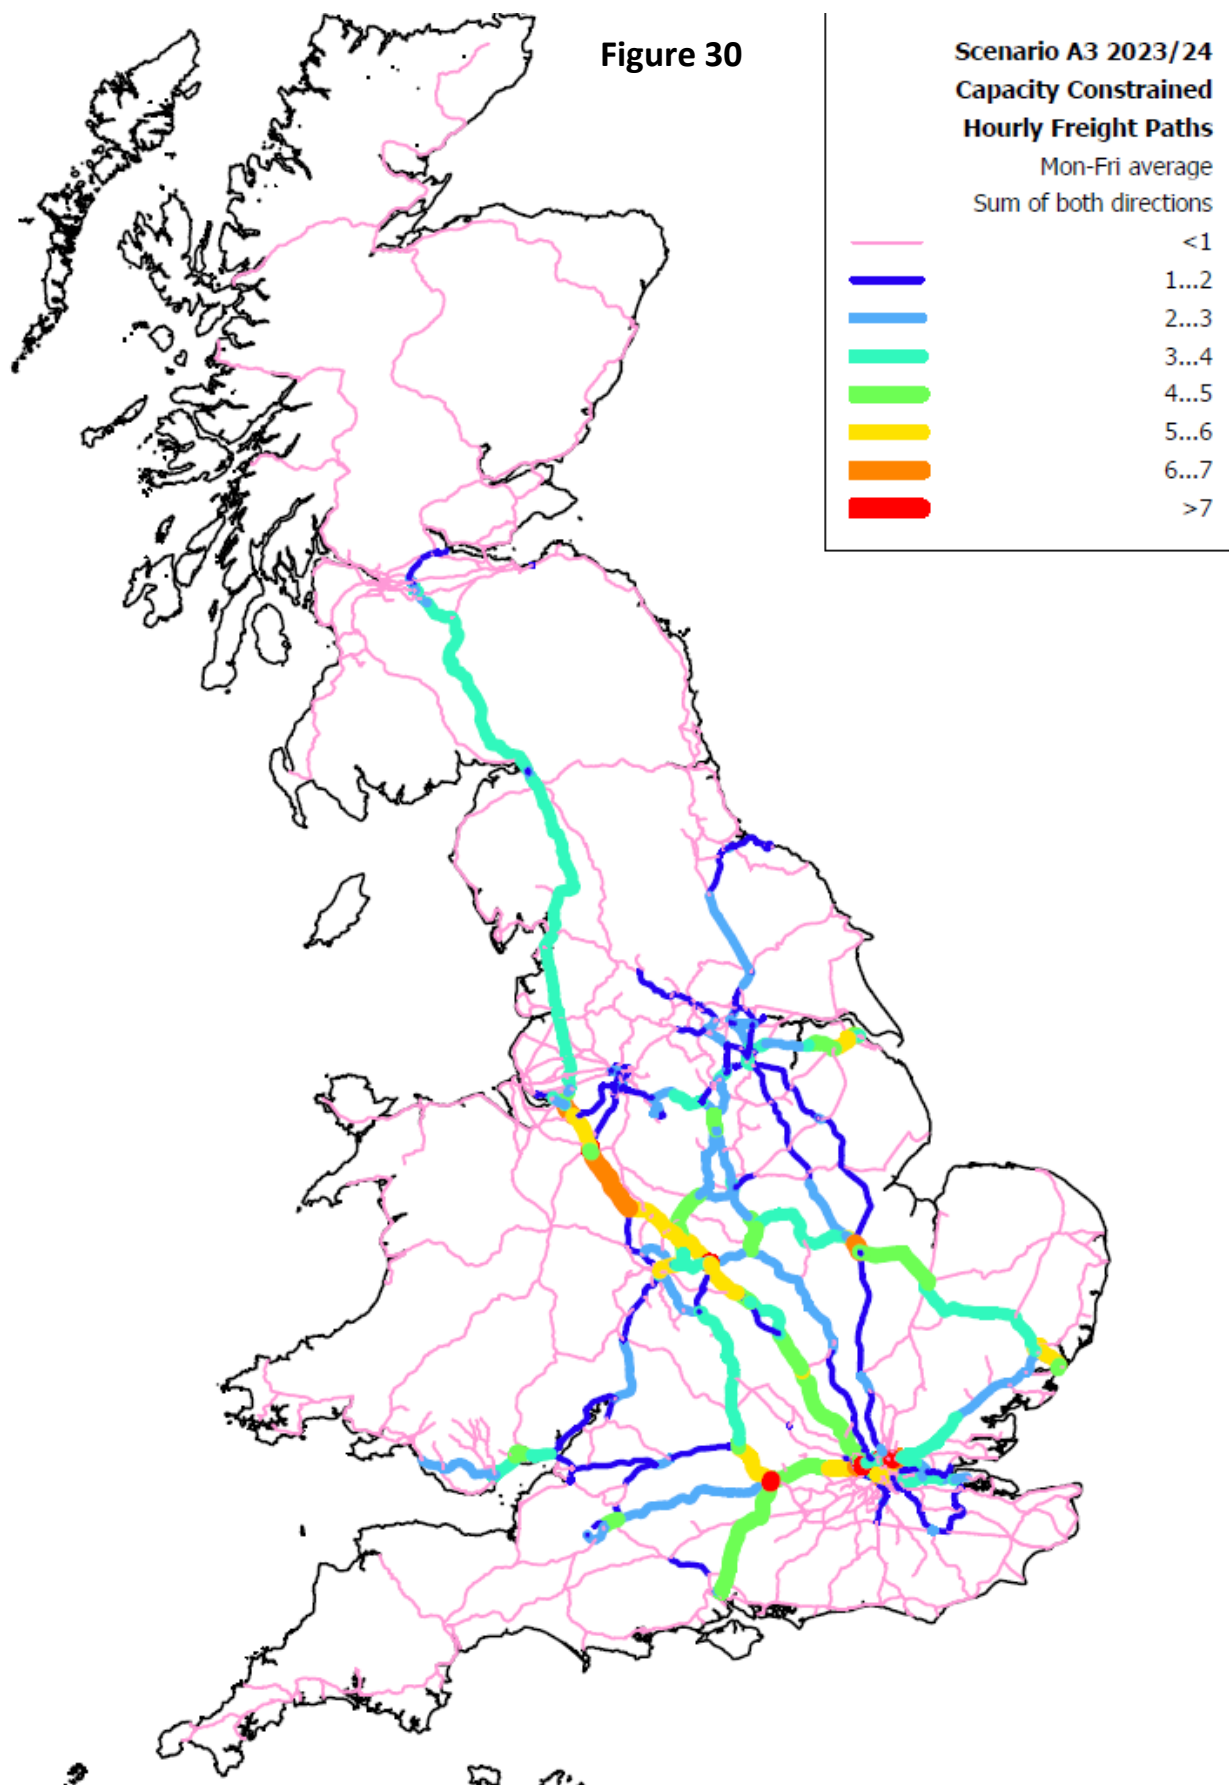 Figure 30
Scenario A3 2023/24
Capacity Constrained
Hourly Freight Paths
Mon-Fri average
Sum of both directions
<1
1...2
2...3
3...4
4...5
5...6
6...7
>7